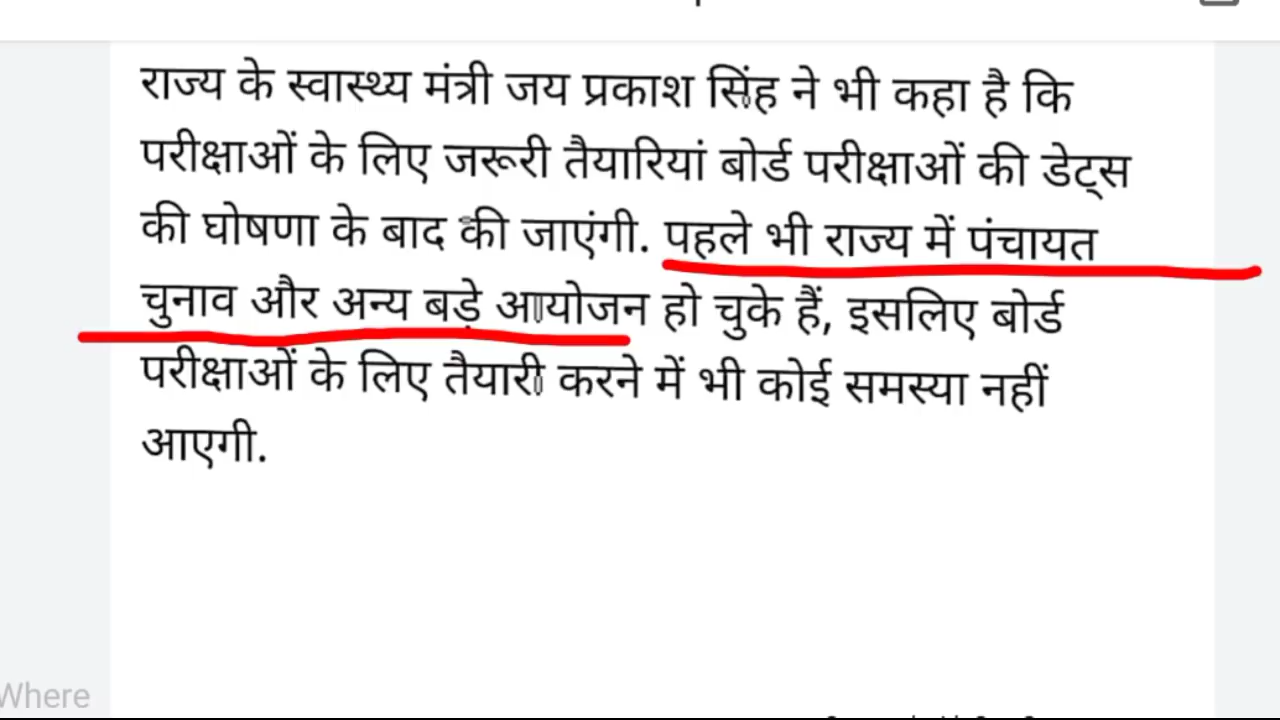 राज्य के स्वास्थ्य मंत्री जय प्रकाश सिंह ने भी कहा है कि
परीक्षाओं के लिए जरूरी तैयारियां बोर्ड परीक्षाओं की डेट्स
की घोषणा के बाद की जाएंगी. पहले भी राज्य में पंचायत
चुनाव और अन्य बड़े आयोजन हो चुके हैं, इसलिए बोर्ड
परीक्षाओं के लिए तैयारी करने में भी कोई समस्या नहीं
आएगी.
Where